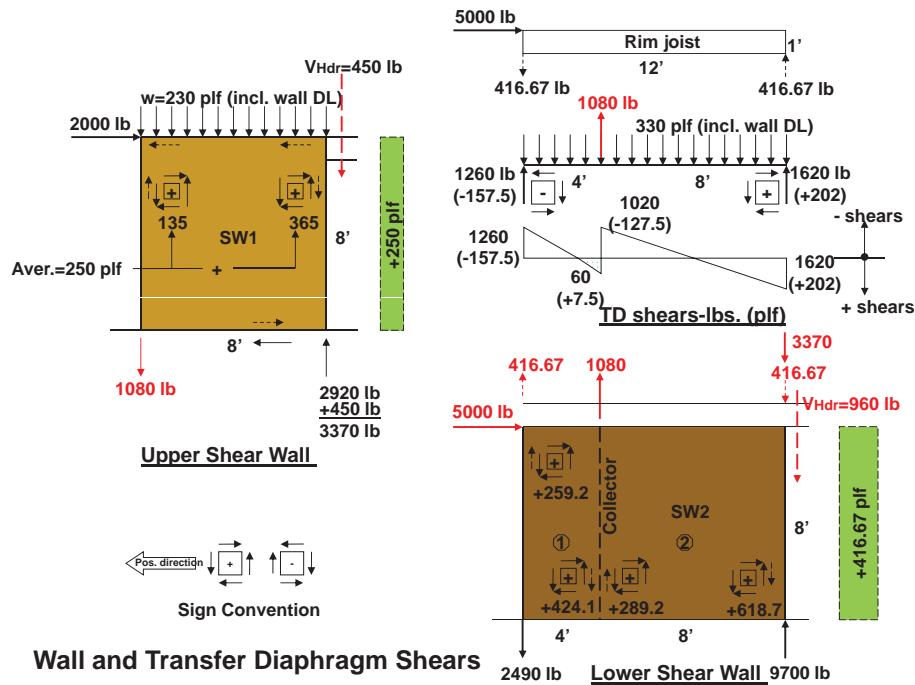 VHdr=450 lb
w=230 plf (incl. wall DL)
2000 lb
+ +
135 365
SW1
8'
+250 plf
Aver.=250 plf
+
8'
1080 lb
2920 lb
+450 lb
3370 lb
Upper Shear Wall
5000 lb
Rim joist
1'
12'
416.67 lb 416.67 lb
1080 lb
330 plf (incl. wall DL)
1260 lb
(-157.5)
- 4' 8' +
1620 lb
(+202)
1020
(-127.5)
1260
(-157.5)
- shears
60
(+7.5)
1620
(+202)
+ shears
TD shears-lbs. (plf)
3370
416.67 1080 416.67
VHdr=960 lb
5000 lb
+
+259.2
Collector
SW2
8'
+416.67 plf
1 2
+ + +
+424.1 +289.2 +618.7
4' 8'
2490 lb 9700 lb
Lower Shear Wall
Pos. direction + -
Sign Convention
Wall and Transfer Diaphragm Shears